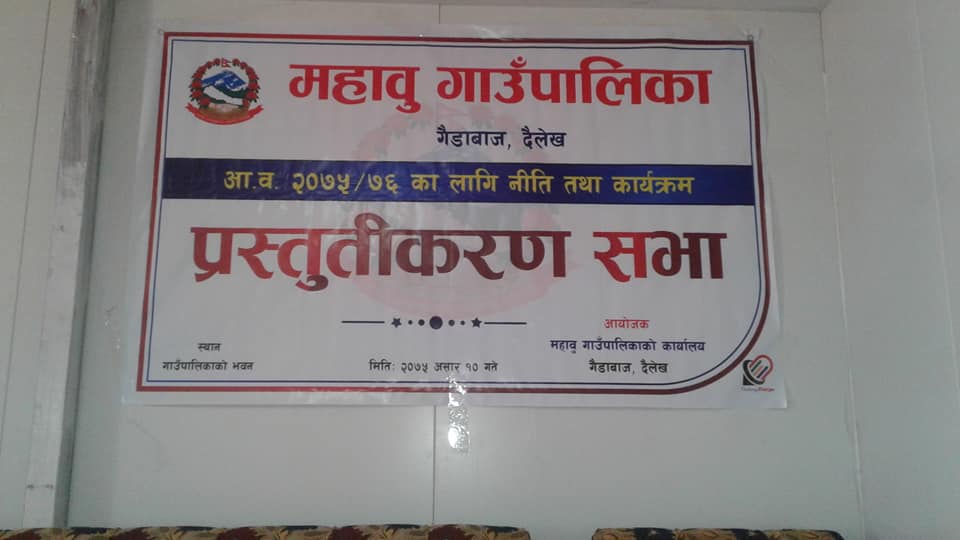 महावु गाउँपालिका
गैडाबाज, दैलेख
आ.व. २०७५/७६ का लागि नीति तथा कार्यक्रम
प्रस्तुतीकरण सभा
स्थान
गाउँपालिकाको भवन
मितिः २०७५ असार १० गते
आयोजक
महावु गाउँपालिकाको कार्यालय
गैडाबाज, दैलेख